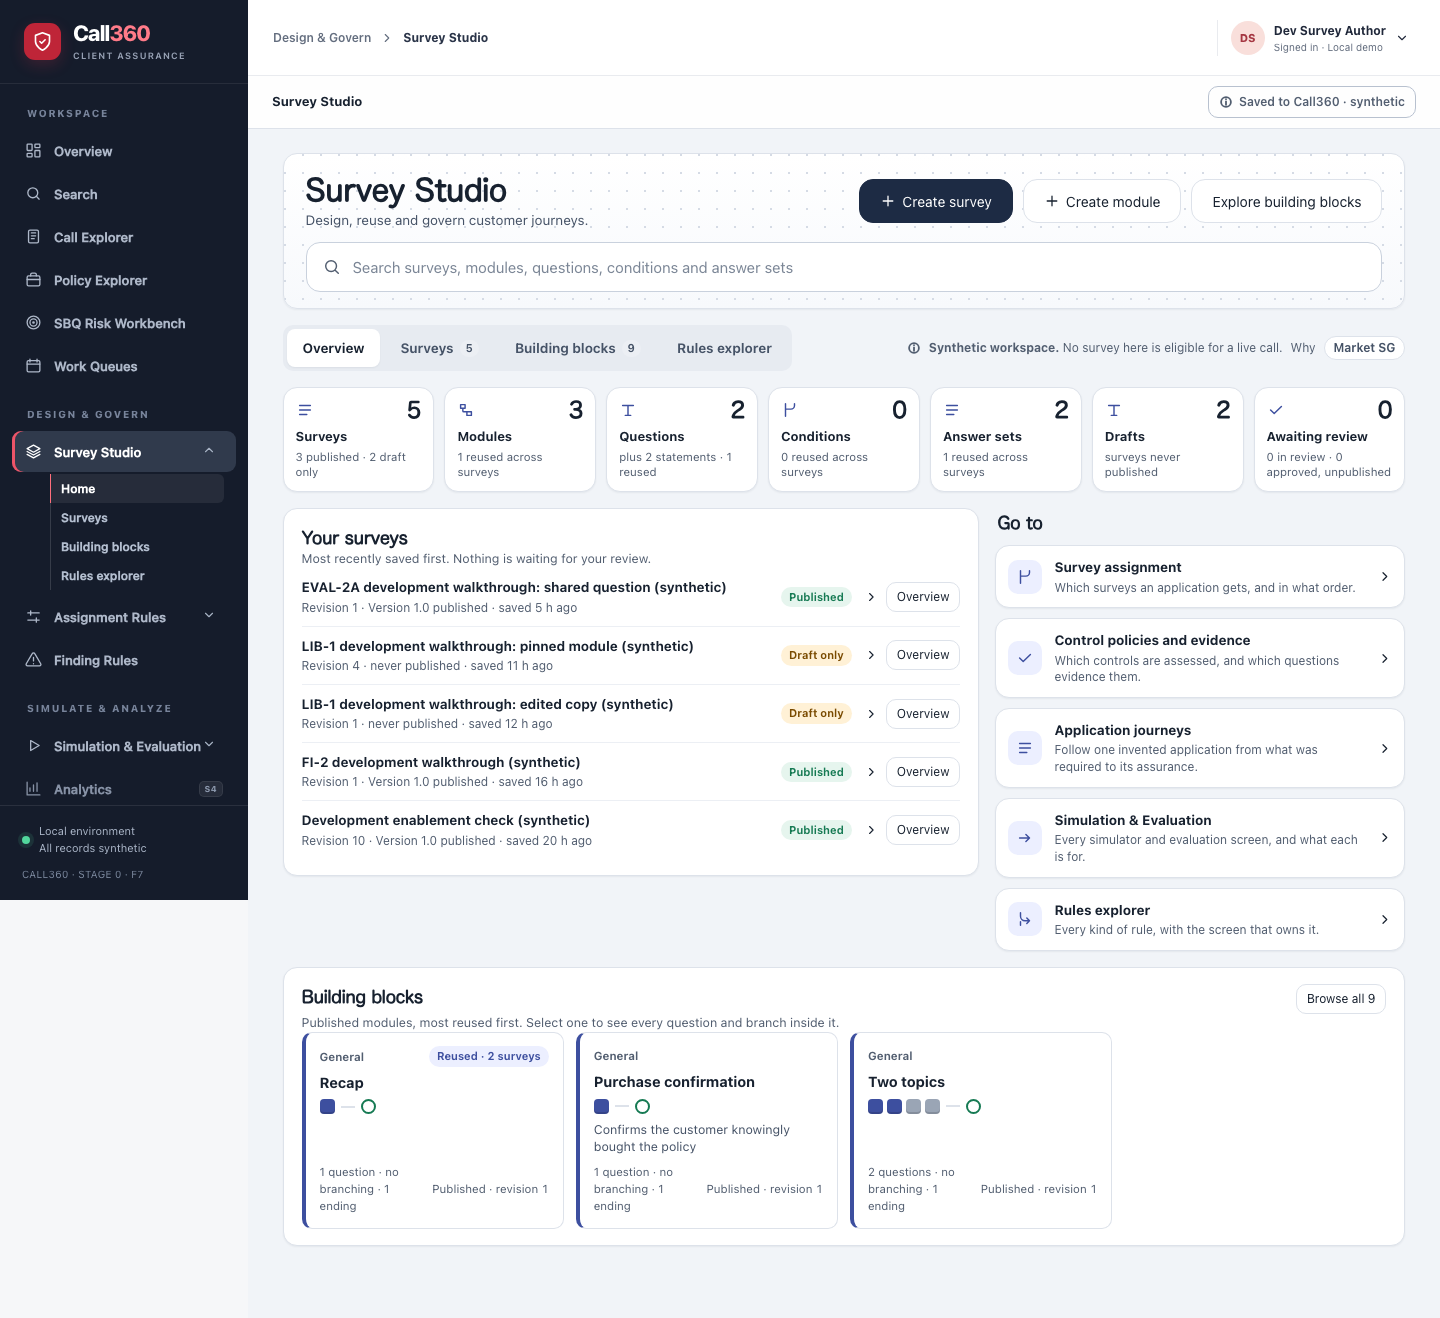 Call360
CLIENT ASSURANCE
WORKSPACE
Overview
Search
Call Explorer
Policy Explorer
SBQ Risk Workbench
Work Queues
DESIGN & GOVERN
Survey Studio
Home
Surveys
Building blocks
Rules explorer
Assignment Rules
Finding Rules
SIMULATE & ANALYZE
Simulation & Evaluation
Analytics S4
Local environment
All records synthetic
CALL360 · STAGE 0 · F7
Design & Govern > Survey Studio
DS
Dev Survey Author
Signed in · Local demo
Survey Studio
Saved to Call360 · synthetic
Survey Studio
Design, reuse and govern customer journeys.
+ Create survey
+ Create module
Explore building blocks
Search surveys, modules, questions, conditions and answer sets
Overview
Surveys 5
Building blocks 9
Rules explorer
Synthetic workspace. No survey here is eligible for a live call. Why
Market SG
5
Surveys
3 published · 2 draft
only
3
Modules
1 reused across
surveys
2
Questions
plus 2 statements · 1
reused
0
Conditions
0 reused across
surveys
2
Answer sets
1 reused across
surveys
2
Drafts
surveys never
published
0
Awaiting review
0 in review · 0
approved, unpublished
Your surveys
Most recently saved first. Nothing is waiting for your review.
EVAL-2A development walkthrough: shared question (synthetic)
Revision 1 · Version 1.0 published · saved 5 h ago
Published
Overview
LIB-1 development walkthrough: pinned module (synthetic)
Revision 4 · never published · saved 11 h ago
Draft only
Overview
LIB-1 development walkthrough: edited copy (synthetic)
Revision 1 · never published · saved 12 h ago
Draft only
Overview
FI-2 development walkthrough (synthetic)
Revision 1 · Version 1.0 published · saved 16 h ago
Published
Overview
Development enablement check (synthetic)
Revision 10 · Version 1.0 published · saved 20 h ago
Published
Overview
Go to
Survey assignment
Which surveys an application gets, and in what order.
Control policies and evidence
Which controls are assessed, and which questions
evidence them.
Application journeys
Follow one invented application from what was
required to its assurance.
Simulation & Evaluation
Every simulator and evaluation screen, and what each
is for.
Rules explorer
Every kind of rule, with the screen that owns it.
Building blocks
Published modules, most reused first. Select one to see every question and branch inside it.
Browse all 9
General
Reused · 2 surveys
Recap
1 question · no
branching · 1
ending
Published · revision 1
General
Purchase confirmation
Confirms the customer knowingly
bought the policy
1 question · no
branching · 1
ending
Published · revision 1
General
Two topics
2 questions · no
branching · 1
ending
Published · revision 1